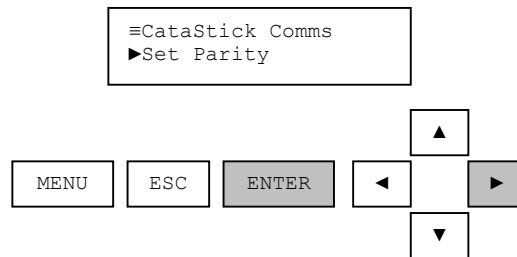 ≡CataStick Comms
►Set Parity
▲
MENU ESC ENTER ◄ ►
▼